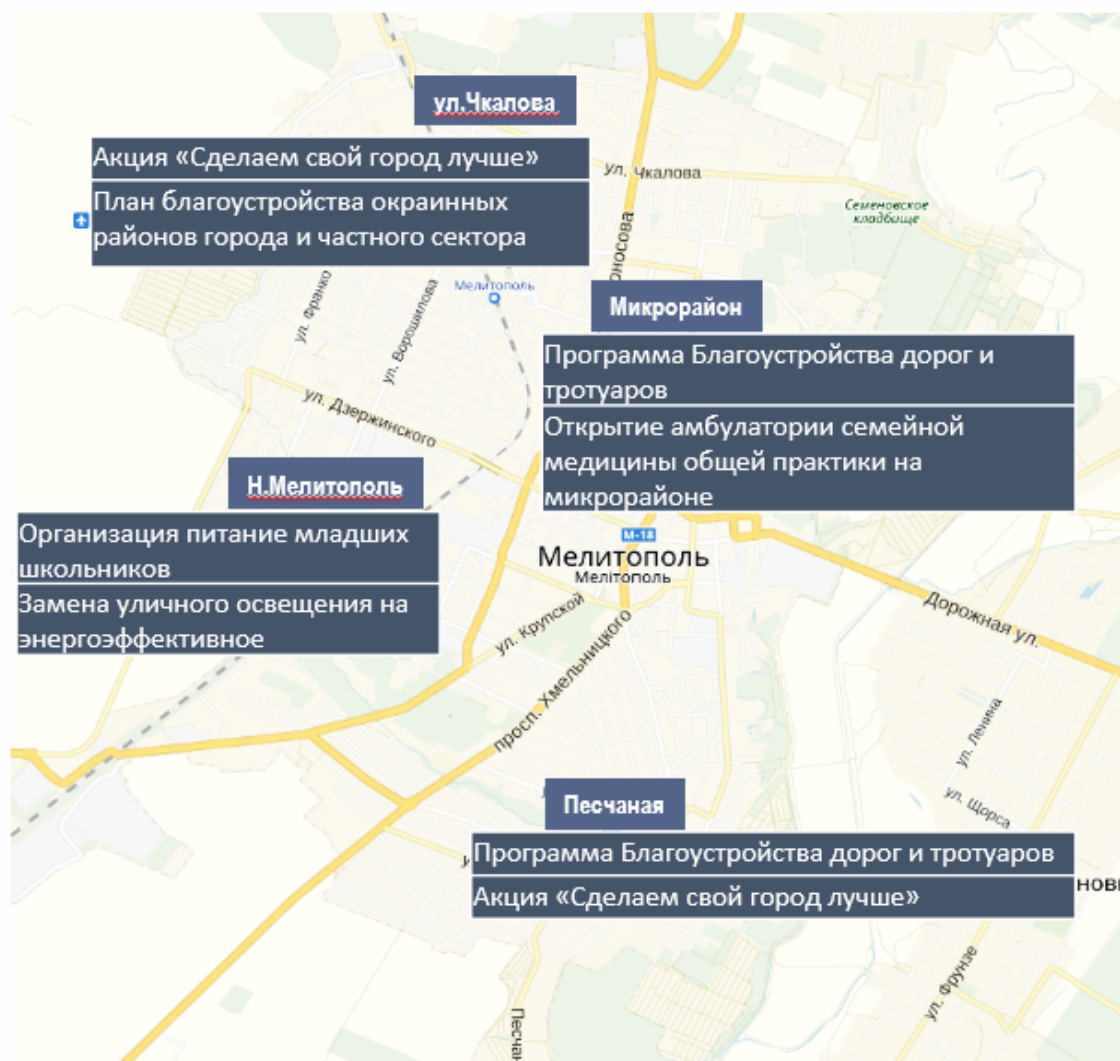 ул.Чкалова
Акция «Сделаем свой город лучше»
План благоустройства окраинных
районов города и частного сектора
ул. Чкалова
Семеновское
кладбище
Мелитополь
ул. Франко
ул. Ворошилова
Микрорайон
Программа Благоустройства дорог и
тротуаров
Открытие амбулатории семейной
медицины общей практики на
микрорайоне
ул. Дзержинского
Н.Мелитополь
Организация питание младших
школьников
Замена уличного освещения на
энергоэффективное
М-18
Мелитополь
Мелітополь
ул. Крупской
просп. Хмельницкого
Дорожная ул.
ул. Ленина
ул. Щорса
Песчаная
Программа Благоустройства дорог и тротуаров
Акция «Сделаем свой город лучше»
ул. Фрунзе